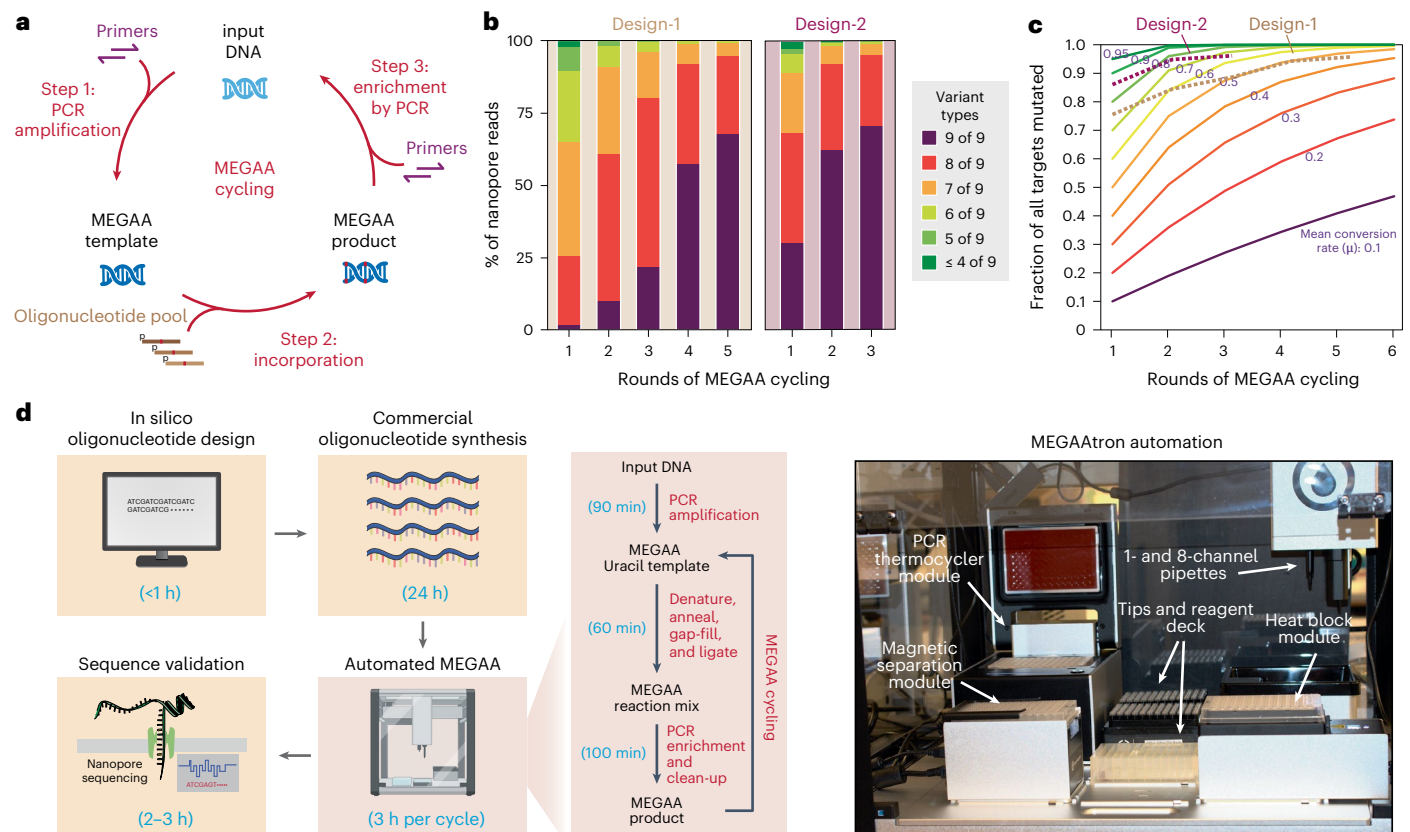 a
Primers
input
DNA
Step 1:
PCR
amplification
Step 3:
enrichment
by PCR
Primers
MEGAA
cycling
MEGAA
template
MEGAA
product
Oligonucleotide pool
P
P
P
Step 2:
incorporation
b
Design-1
Design-2
% of nanopore reads
100
75
50
25
0
1 2 3 4 5
1 2 3
Rounds of MEGAA cycling
Variant
types
9 of 9
8 of 9
7 of 9
6 of 9
5 of 9
≤ 4 of 9
c
Design-2
Design-1
Fraction of all targets mutated
1.0
0.9
0.8
0.7
0.6
0.5
0.4
0.3
0.2
0.1
0
0.95
0.9
0.8
0.7
0.6
0.5
0.4
0.3
0.2
Mean conversion
rate (μ): 0.1
1 2 3 4 5 6
Rounds of MEGAA cycling
d
In silico
oligonucleotide design
ATCGATCGATCGATC
GATCGATCG••••••
(<1 h)
Commercial
oligonucleotide synthesis
(24 h)
Sequence validation
Nanopore
sequencing
ATCGAGT•••••
(2–3 h)
Automated MEGAA
(3 h per cycle)
Input DNA
(90 min)
PCR
amplification
MEGAA
Uracil template
(60 min)
Denature,
anneal,
gap-fill,
and ligate
MEGAA
reaction mix
(100 min)
PCR
enrichment
and
clean-up
MEGAA
product
MEGAA cycling
MEGAAtron automation
PCR
thermocycler
module
1- and 8-channel
pipettes
Tips and reagent
deck
Heat block
module
Magnetic
separation
module